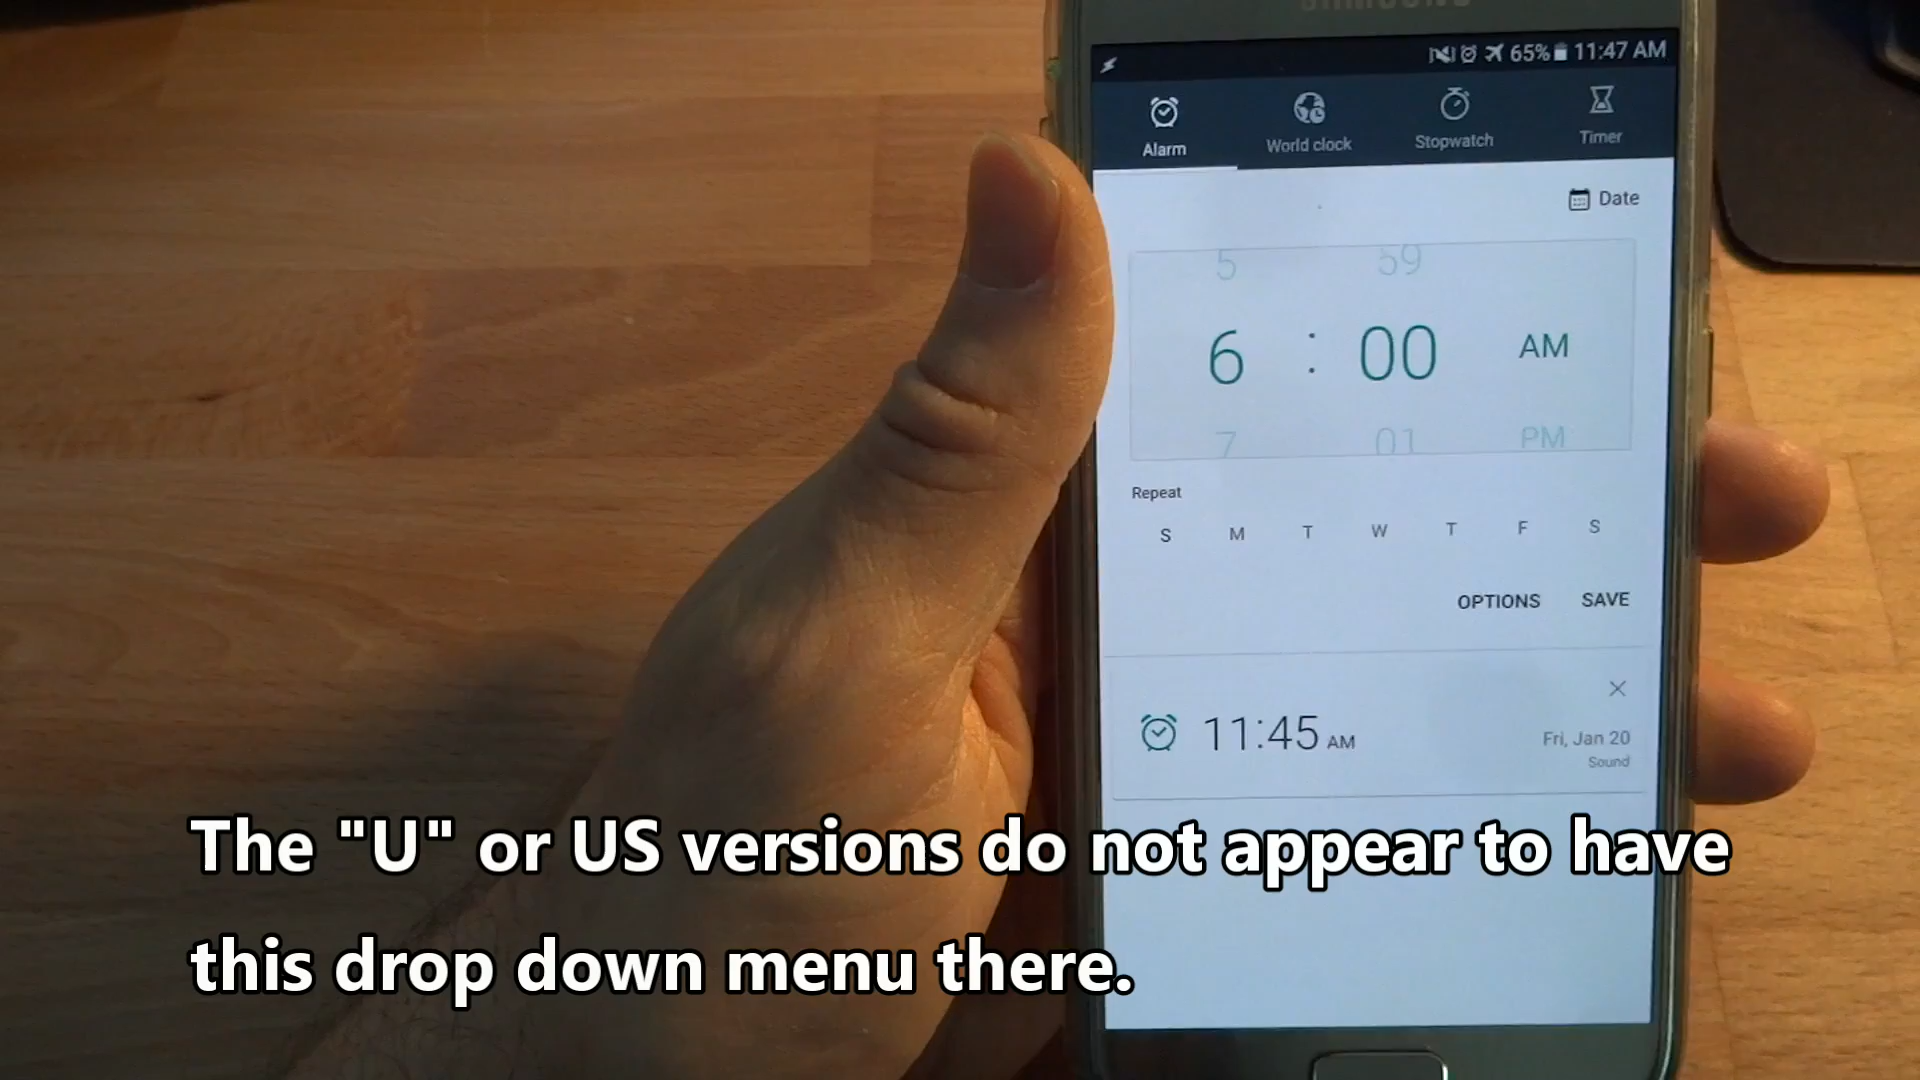 SAMSUNG
65% 11:47 AM
Alarm World clock Stopwatch Timer
Date
5 59
6 : 00 AM
7 01 PM
Repeat
S M T W T F S
OPTIONS SAVE
11:45 AM
Fri, Jan 20
Sound
The "U" or US versions do not appear to have
this drop down menu there.